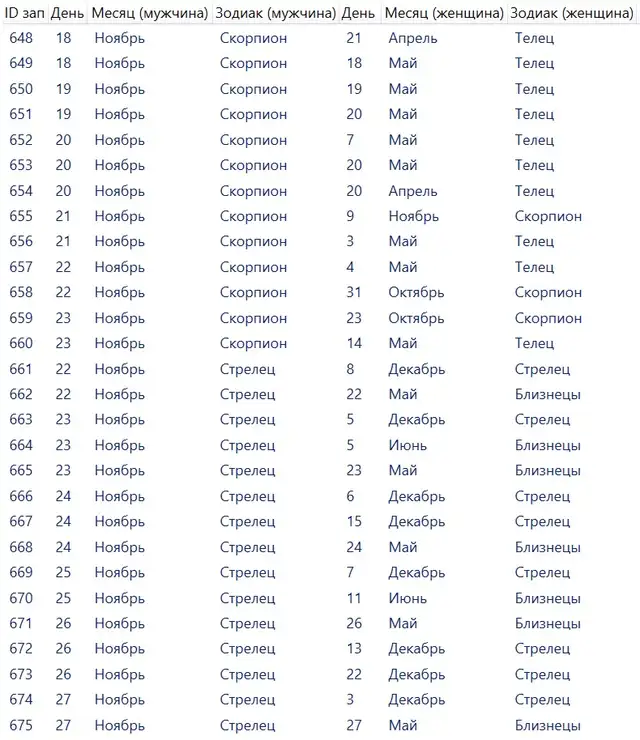 ID зап День Месяц (мужчина) Зодиак (мужчина) День Месяц (женщина) Зодиак (женщина)
648 18 Ноябрь Скорпион 21 Апрель Телец
649 18 Ноябрь Скорпион 18 Май Телец
650 19 Ноябрь Скорпион 19 Май Телец
651 19 Ноябрь Скорпион 20 Май Телец
652 20 Ноябрь Скорпион 7 Май Телец
653 20 Ноябрь Скорпион 20 Май Телец
654 20 Ноябрь Скорпион 20 Апрель Телец
655 21 Ноябрь Скорпион 9 Ноябрь Скорпион
656 21 Ноябрь Скорпион 3 Май Телец
657 22 Ноябрь Скорпион 4 Май Телец
658 22 Ноябрь Скорпион 31 Октябрь Скорпион
659 23 Ноябрь Скорпион 23 Октябрь Скорпион
660 23 Ноябрь Скорпион 14 Май Телец
661 22 Ноябрь Стрелец 8 Декабрь Стрелец
662 22 Ноябрь Стрелец 22 Май Близнецы
663 23 Ноябрь Стрелец 5 Декабрь Стрелец
664 23 Ноябрь Стрелец 5 Июнь Близнецы
665 23 Ноябрь Стрелец 23 Май Близнецы
666 24 Ноябрь Стрелец 6 Декабрь Стрелец
667 24 Ноябрь Стрелец 15 Декабрь Стрелец
668 24 Ноябрь Стрелец 24 Май Близнецы
669 25 Ноябрь Стрелец 7 Декабрь Стрелец
670 25 Ноябрь Стрелец 11 Июнь Близнецы
671 26 Ноябрь Стрелец 26 Май Близнецы
672 26 Ноябрь Стрелец 13 Декабрь Стрелец
673 26 Ноябрь Стрелец 22 Декабрь Стрелец
674 27 Ноябрь Стрелец 3 Декабрь Стрелец
675 27 Ноябрь Стрелец 27 Май Близнецы